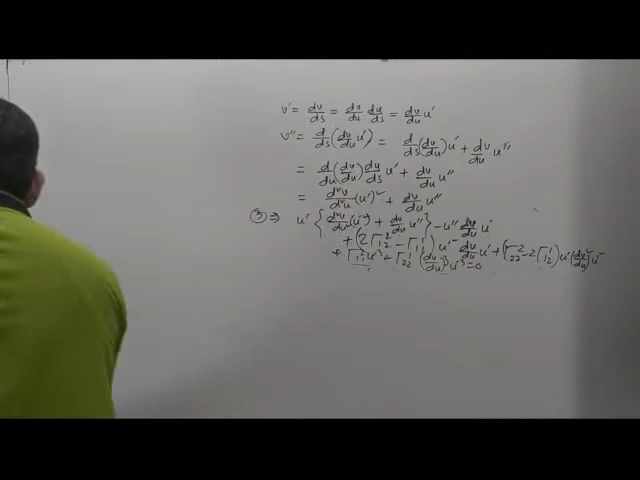 v' = dv/ds = dv/du du/ds = dv/du u'
v'' = d/ds (dv/du u') = d/ds (dv/du) u' + dv/du u''
= d/du (dv/du) du/ds u' + dv/du u''
= d²v/d²u (u')² + dv/du u''
③ ⇒ u' { d²v/du² (u'²) + dv/du u'' } - u'' dv/du u'
+ (2Γ²₁₂ - Γ¹₁₁) u'² dv/du u' + (Γ²₂₂ - 2Γ¹₁₂) u' (dv/du)² u'²
+ Γ²₁₁ u'³ - Γ¹₂₂ (dv/du)³ u'³ = 0